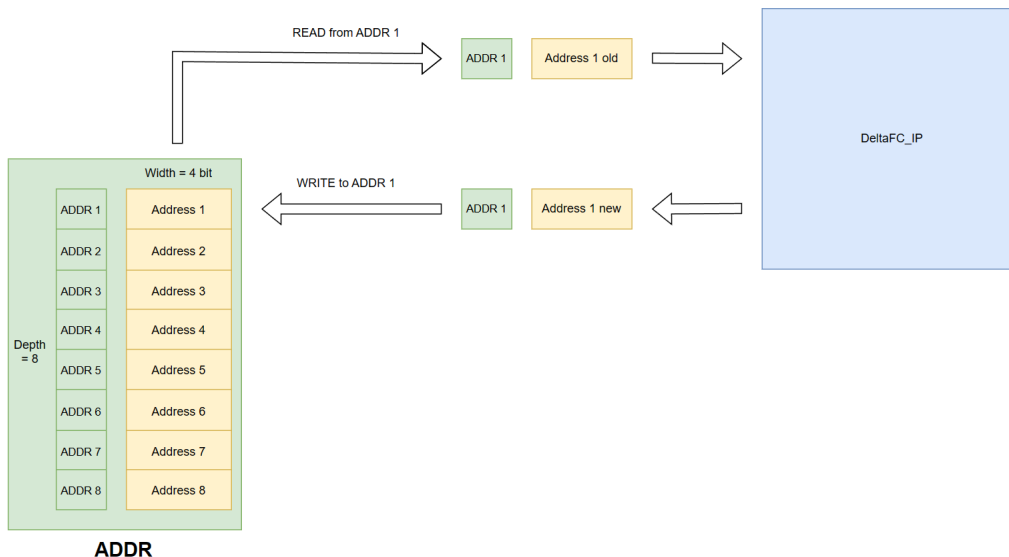 READ from ADDR 1
ADDR 1
Address 1 old
DeltaFC_IP
Width = 4 bit
WRITE to ADDR 1
ADDR 1
Address 1 new
ADDR 1
Address 1
ADDR 2
Address 2
ADDR 3
Address 3
ADDR 4
Address 4
Depth
= 8
ADDR 5
Address 5
ADDR 6
Address 6
ADDR 7
Address 7
ADDR 8
Address 8
ADDR